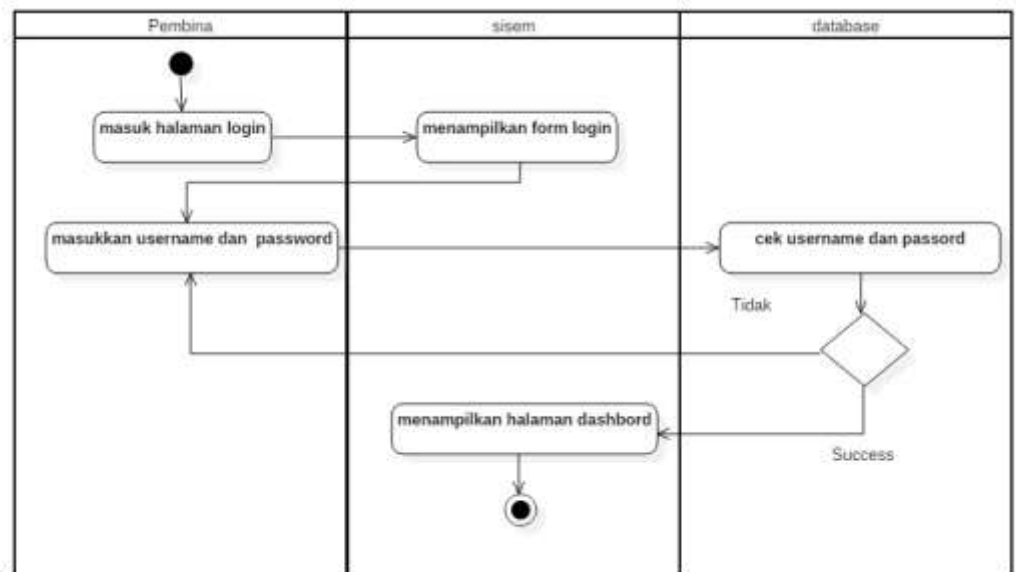 Pembina
sisem
database
masuk halaman login
menampilkan form login
masukkan username dan password
cek username dan passord
Tidak
menampilkan halaman dashbord
Success